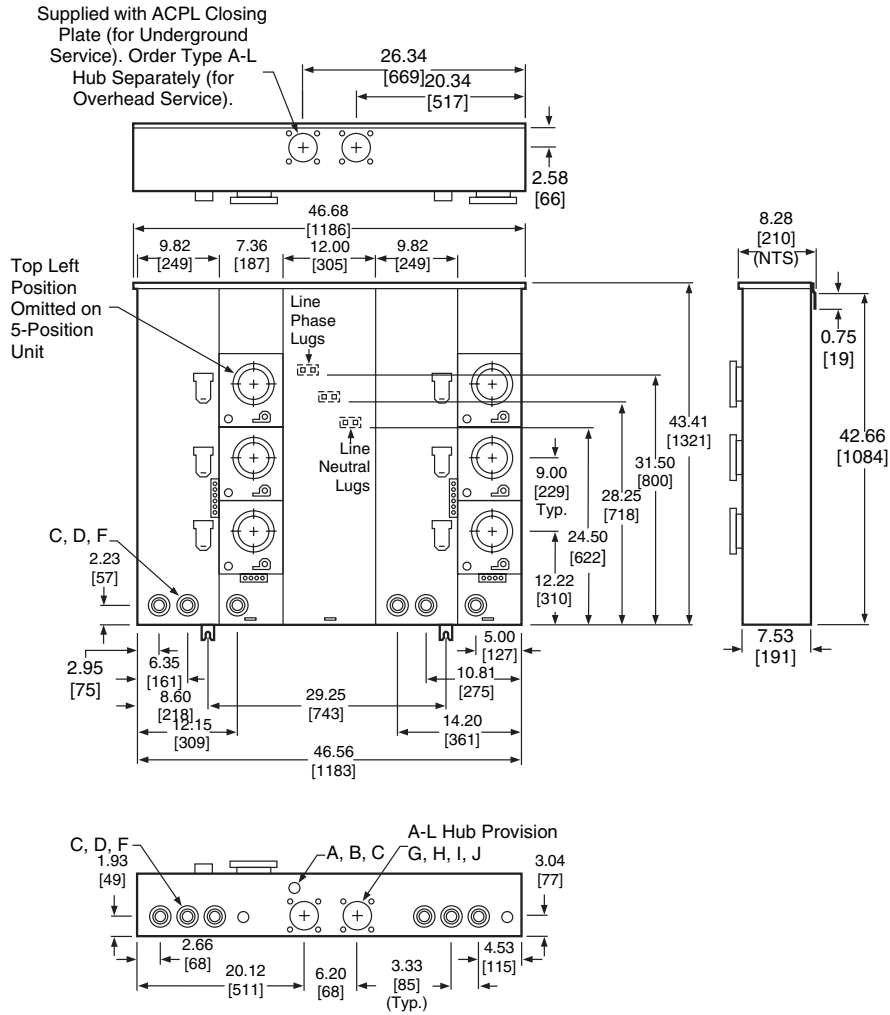 Supplied with ACPL Closing
Plate (for Underground
Service). Order Type A-L
Hub Separately (for
Overhead Service).
26.34
[669]
20.34
[517]
2.58
[66]
46.68
[1186]
9.82
[249]
7.36
[187]
12.00
[305]
9.82
[249]
8.28
[210]
(NTS)
Top Left
Position
Omitted on
5-Position
Unit
Line
Phase
Lugs
0.75
[19]
Line
Neutral
Lugs
9.00
[229]
Typ.
43.41
[1321]
31.50
[800]
28.25
[718]
24.50
[622]
12.22
[310]
42.66
[1084]
C, D, F
2.23
[57]
2.95
[75]
6.35
[161]
8.60
[218]
12.15
[309]
29.25
[743]
5.00
[127]
10.81
[275]
14.20
[361]
46.56
[1183]
7.53
[191]
C, D, F
1.93
[49]
A, B, C
A-L Hub Provision
G, H, I, J
3.04
[77]
2.66
[68]
20.12
[511]
6.20
[68]
3.33
[85]
(Typ.)
4.53
[115]